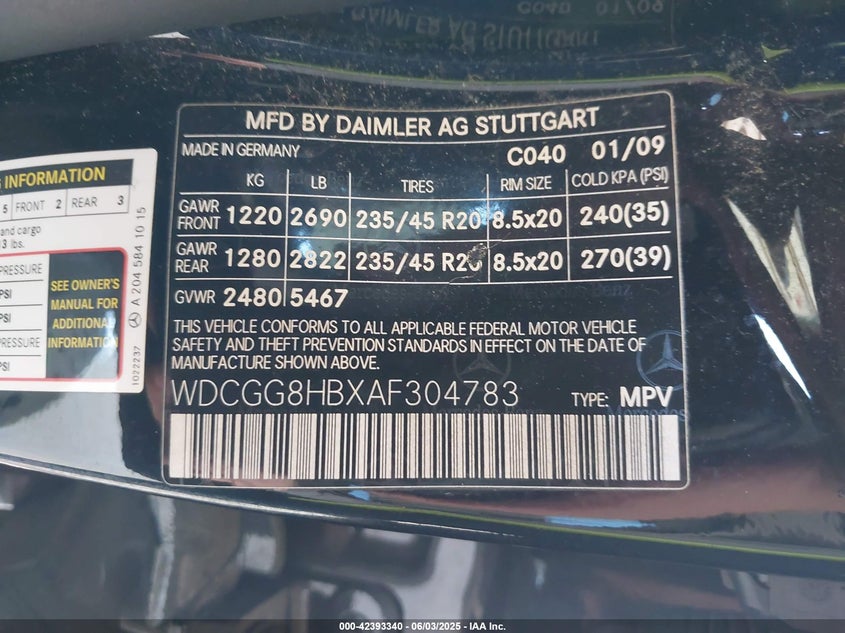 MFD BY DAIMLER AG STUTTGART
MADE IN GERMANY C040 01/09
KG LB TIRES RIM SIZE COLD KPA (PSI)
GAWR FRONT 1220 2690 235/45 R20 8.5x20 240(35)
GAWR REAR 1280 2822 235/45 R20 8.5x20 270(39)
GVWR 2480 5467
THIS VEHICLE CONFORMS TO ALL APPLICABLE FEDERAL MOTOR VEHICLE
SAFETY AND THEFT PREVENTION STANDARDS IN EFFECT ON THE DATE OF
MANUFACTURE SHOWN ABOVE.
WDCGG8HBXAF304783 TYPE: MPV
INFORMATION
5 FRONT 2 REAR 3
and cargo
lbs.
PRESSURE
PSI
PSI
PRESSURE
PSI
SEE OWNER'S
MANUAL FOR
ADDITIONAL
INFORMATION
A 204 584 10 15
1022237
000-42393340 - 06/03/2025 - IAA Inc.